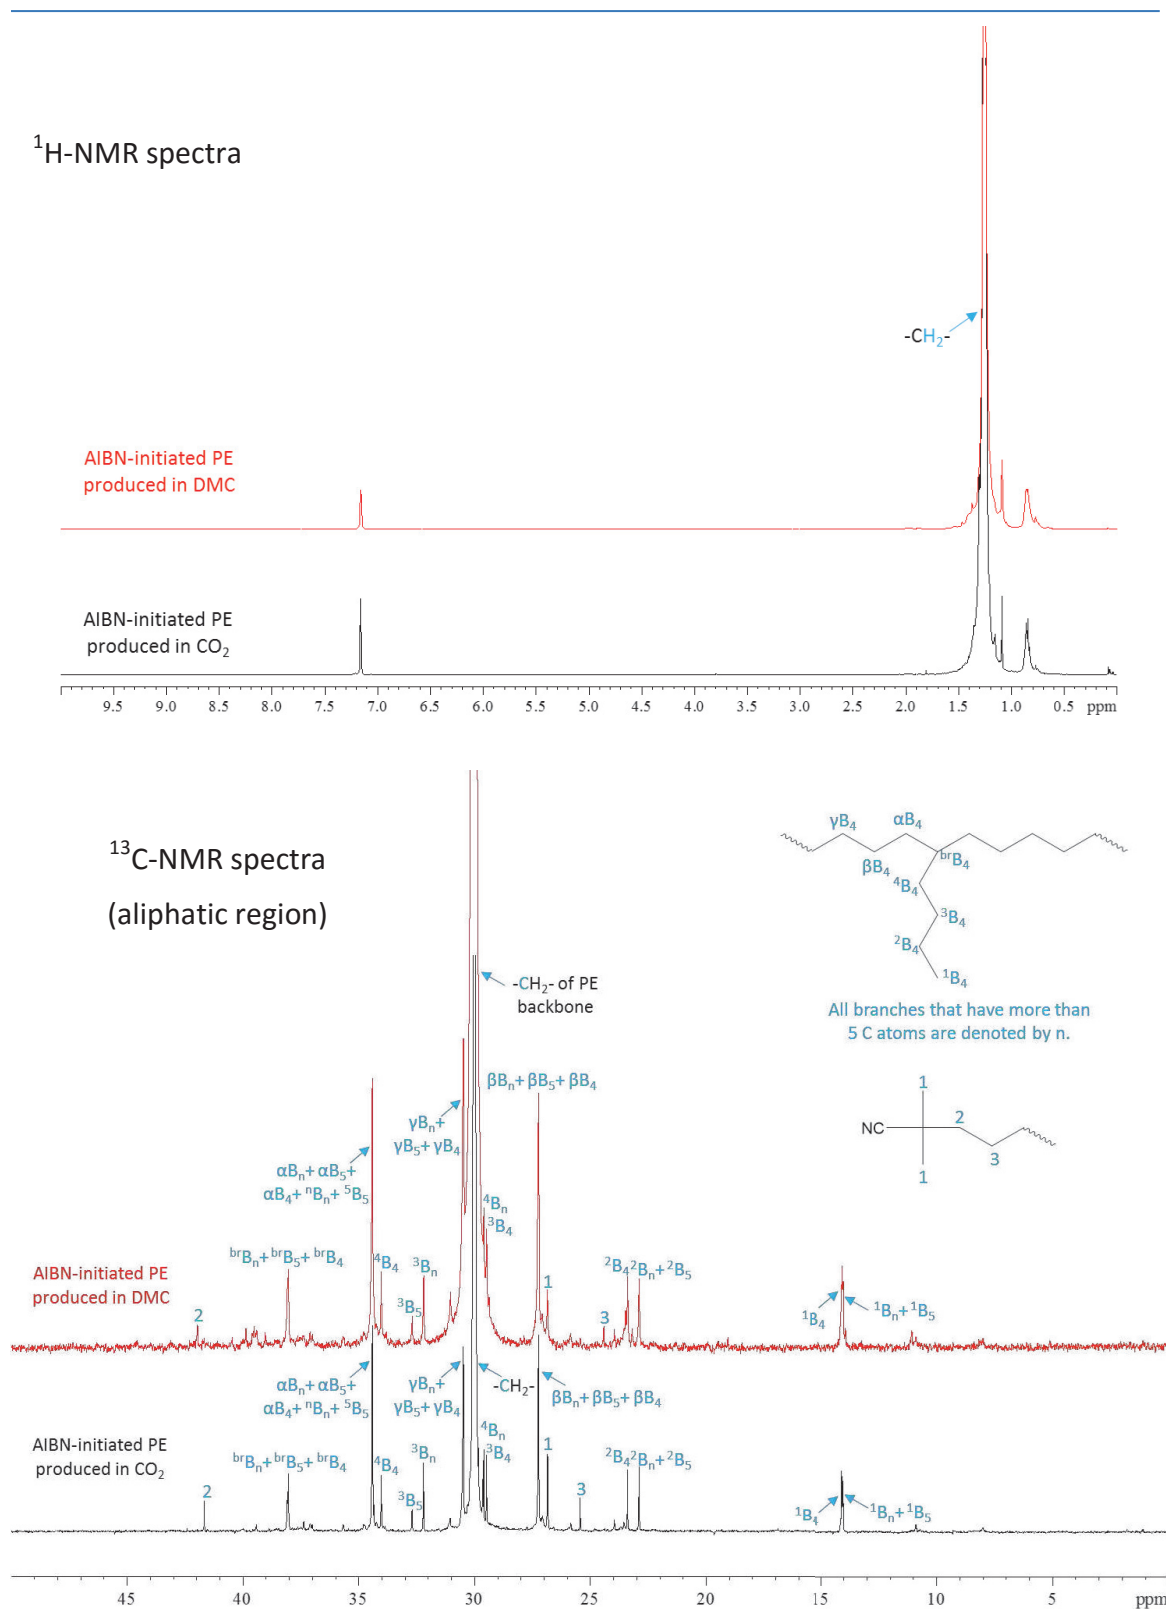 ¹H-NMR spectra
-CH₂-
AIBN-initiated PE
produced in DMC
AIBN-initiated PE
produced in CO₂
9.5 9.0 8.5 8.0 7.5 7.0 6.5 6.0 5.5 5.0 4.5 4.0 3.5 3.0 2.5 2.0 1.5 1.0 0.5 ppm
¹³C-NMR spectra
(aliphatic region)
γB₄ αB₄
βB₄ ᵇʳB₄
⁴B₄
³B₄
²B₄
¹B₄
All branches that have more than
5 C atoms are denoted by n.
-CH₂- of PE
backbone
1
NC 2
1 3
βBₙ+ βB₅+ βB₄
γBₙ+
γB₅+ γB₄
αBₙ+ αB₅+
αB₄+ ⁿBₙ+ ⁵B₅
⁴Bₙ
³B₄
ᵇʳBₙ+ ᵇʳB₅+ ᵇʳB₄ ⁴B₄ ³Bₙ 1 ²B₄ ²Bₙ+ ²B₅
AIBN-initiated PE
produced in DMC
2 ³B₅ 3 ¹B₄ ¹Bₙ+ ¹B₅
αBₙ+ αB₅+
αB₄+ ⁿBₙ+ ⁵B₅
γBₙ+
γB₅+ γB₄
-CH₂- βBₙ+ βB₅+ βB₄
⁴Bₙ
³B₄
AIBN-initiated PE
produced in CO₂
ᵇʳBₙ+ ᵇʳB₅+ ᵇʳB₄ ⁴B₄ ³Bₙ 1 ²B₄ ²Bₙ+ ²B₅
2 ³B₅ 3 ¹B₄ ¹Bₙ+ ¹B₅
45 40 35 30 25 20 15 10 5 ppm